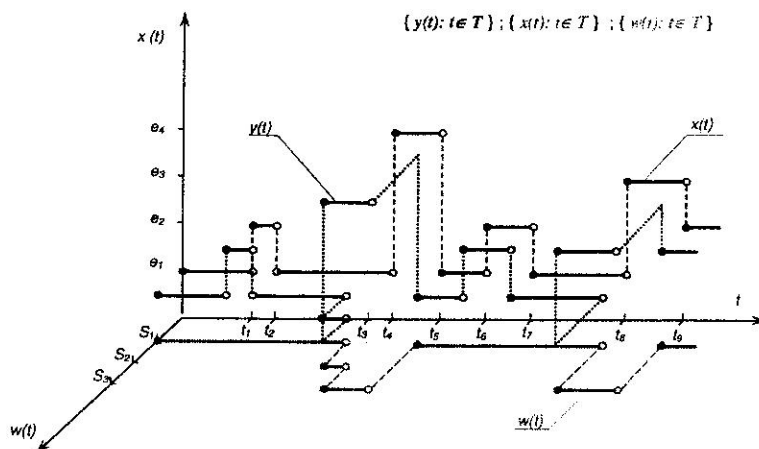 { y(t): t∈ T } ; { x(t): t∈ T } ; { w(t): t∈ T }
x (t)
e4
y(t)
x(t)
e3
e2
e1
t
S1
t1 t2 t3 t4 t5 t6 t7 t8 t9
S2
S3
w(t)
w(t)